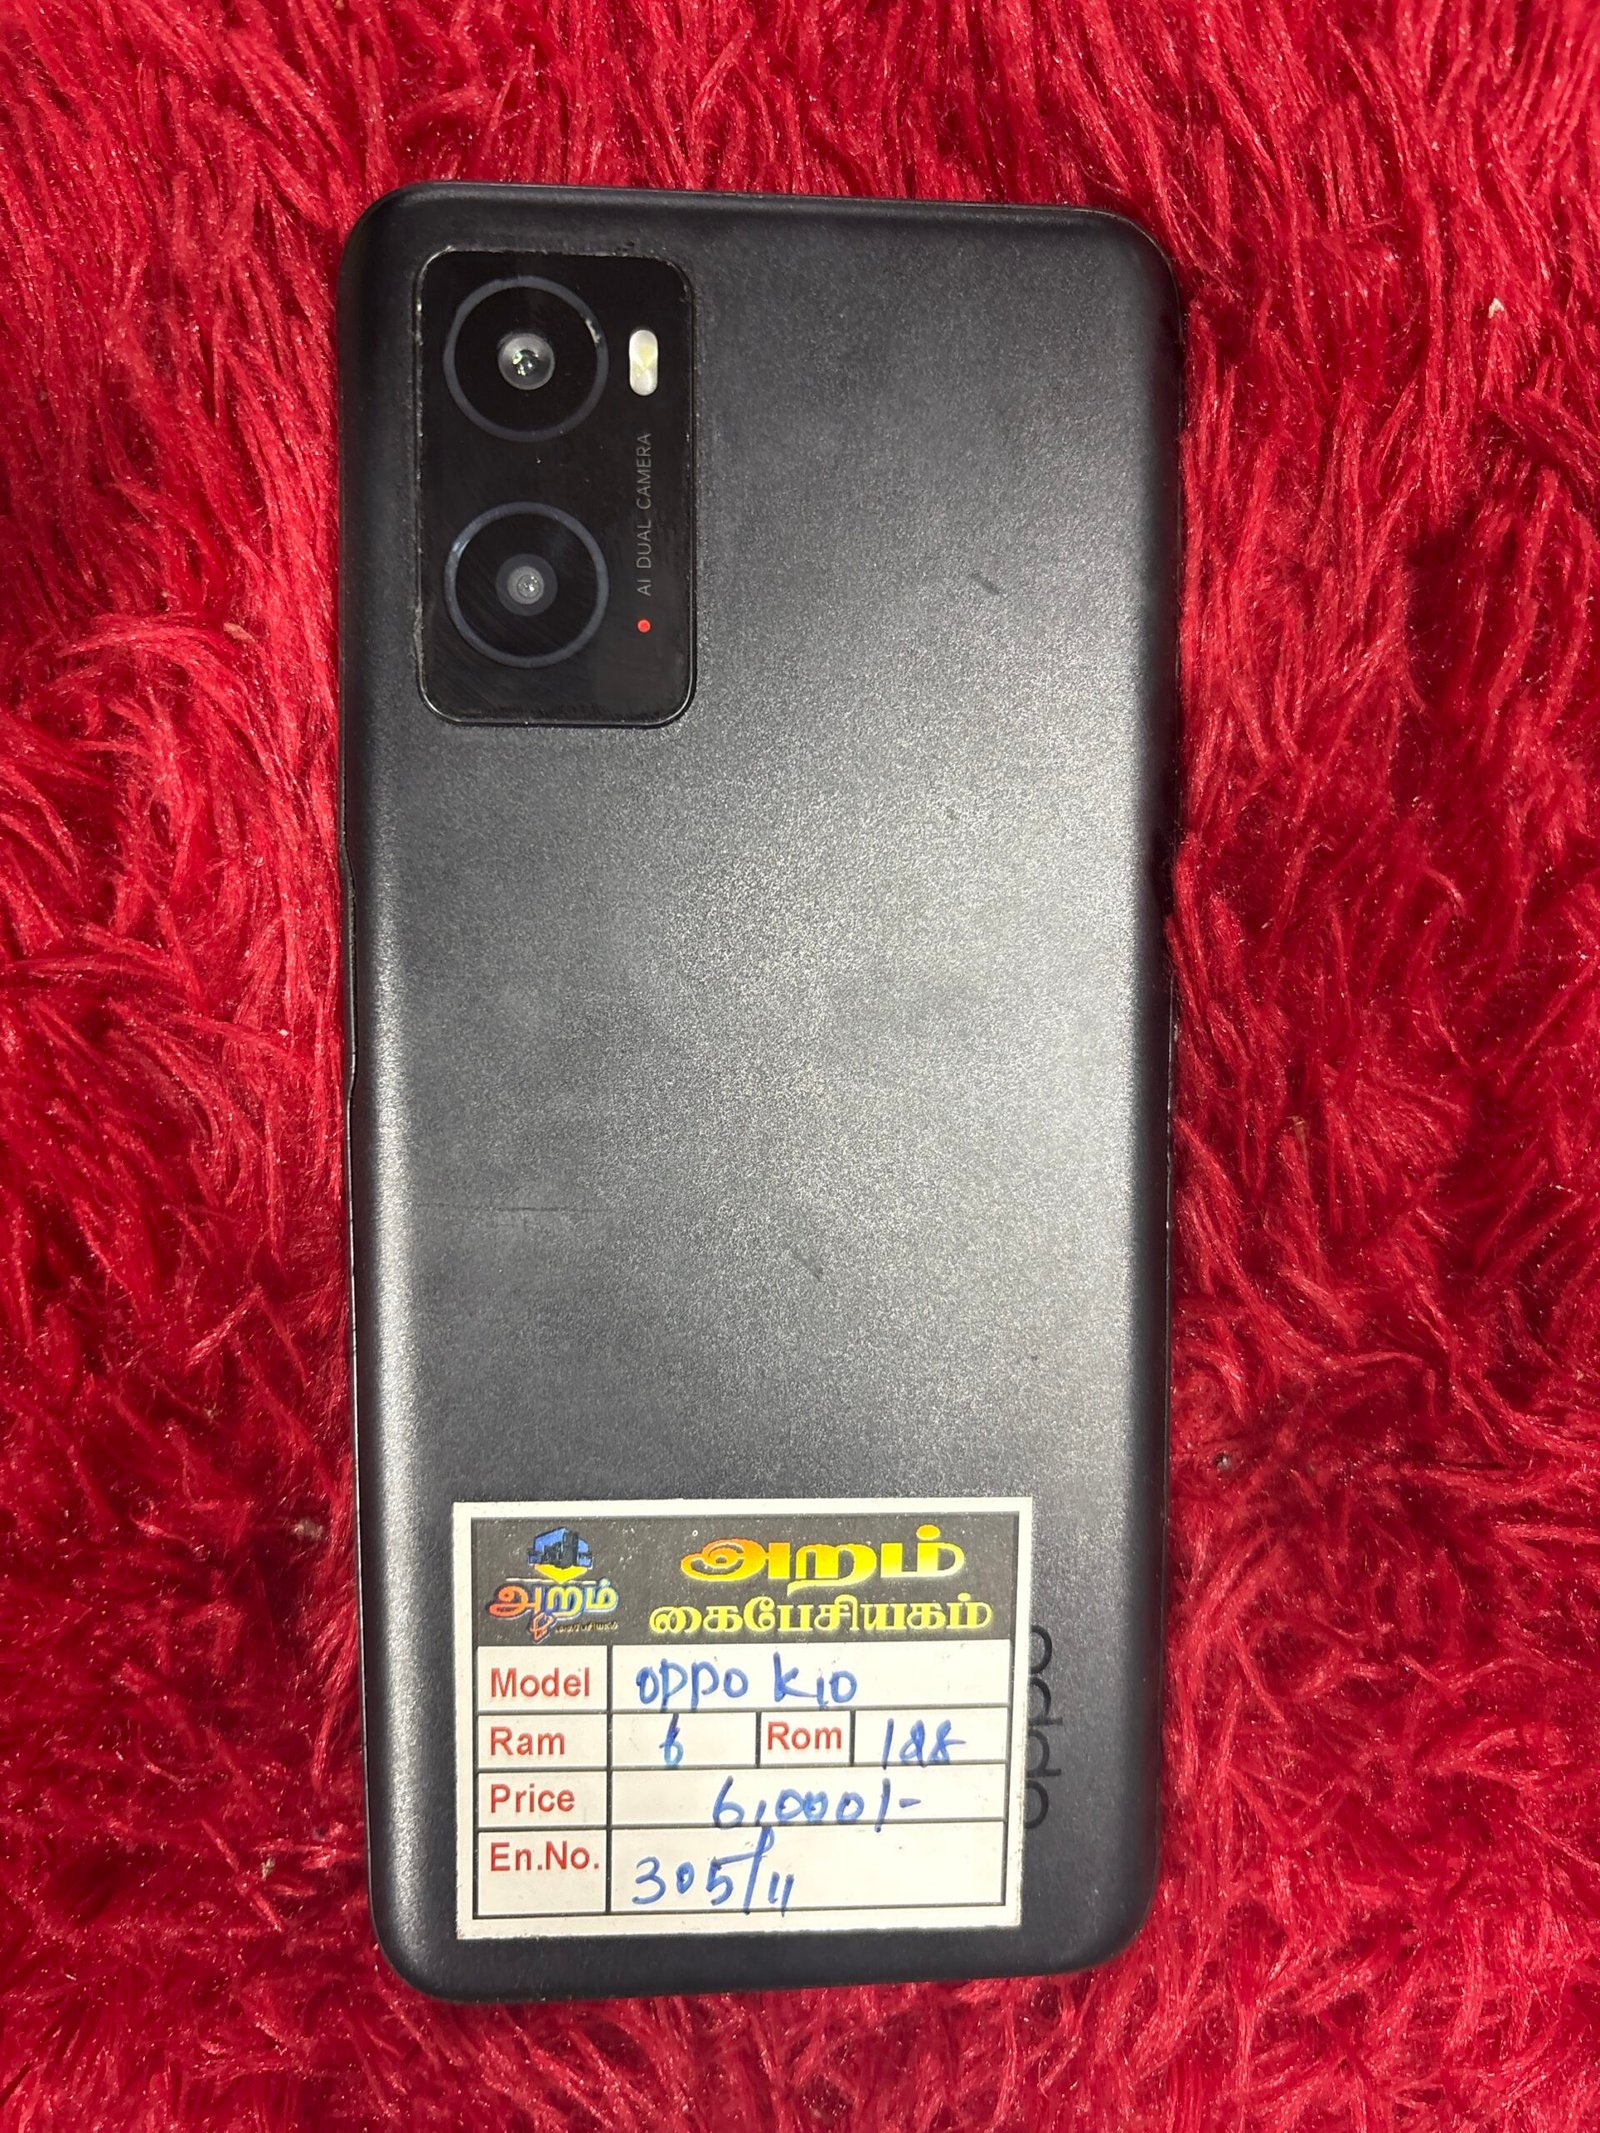 AI DUAL CAMERA
oppo
அறம்
அறம்
கைபேசியகம்
Model OPPO K10
Ram 6 Rom 128
Price 6,000/-
En.No. 305/11